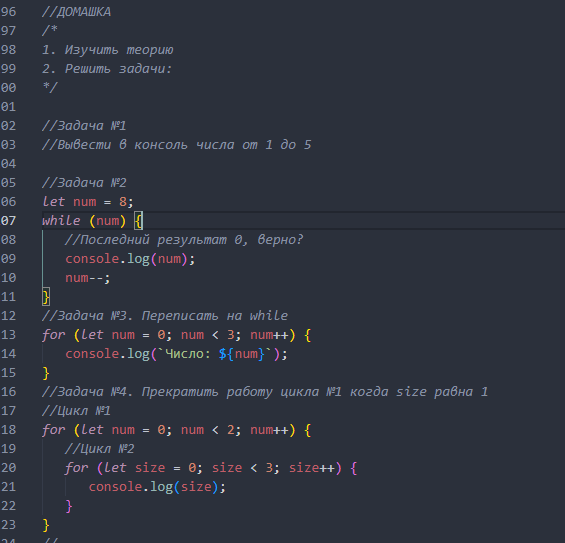 96 //ДОМАШКА
97 /*
98 1. Изучить теорию
99 2. Решить задачи:
00 */
01
02 //Задача №1
03 //Вывести в консоль числа от 1 до 5
04
05 //Задача №2
06 let num = 8;
07 while (num) {
08 //Последний результат 0, верно?
09 console.log(num);
10 num--;
11 }
12 //Задача №3. Переписать на while
13 for (let num = 0; num < 3; num++) {
14 console.log(`Число: ${num}`);
15 }
16 //Задача №4. Прекратить работу цикла №1 когда size равна 1
17 //Цикл №1
18 for (let num = 0; num < 2; num++) {
19 //Цикл №2
20 for (let size = 0; size < 3; size++) {
21 console.log(size);
22 }
23 }
24 //